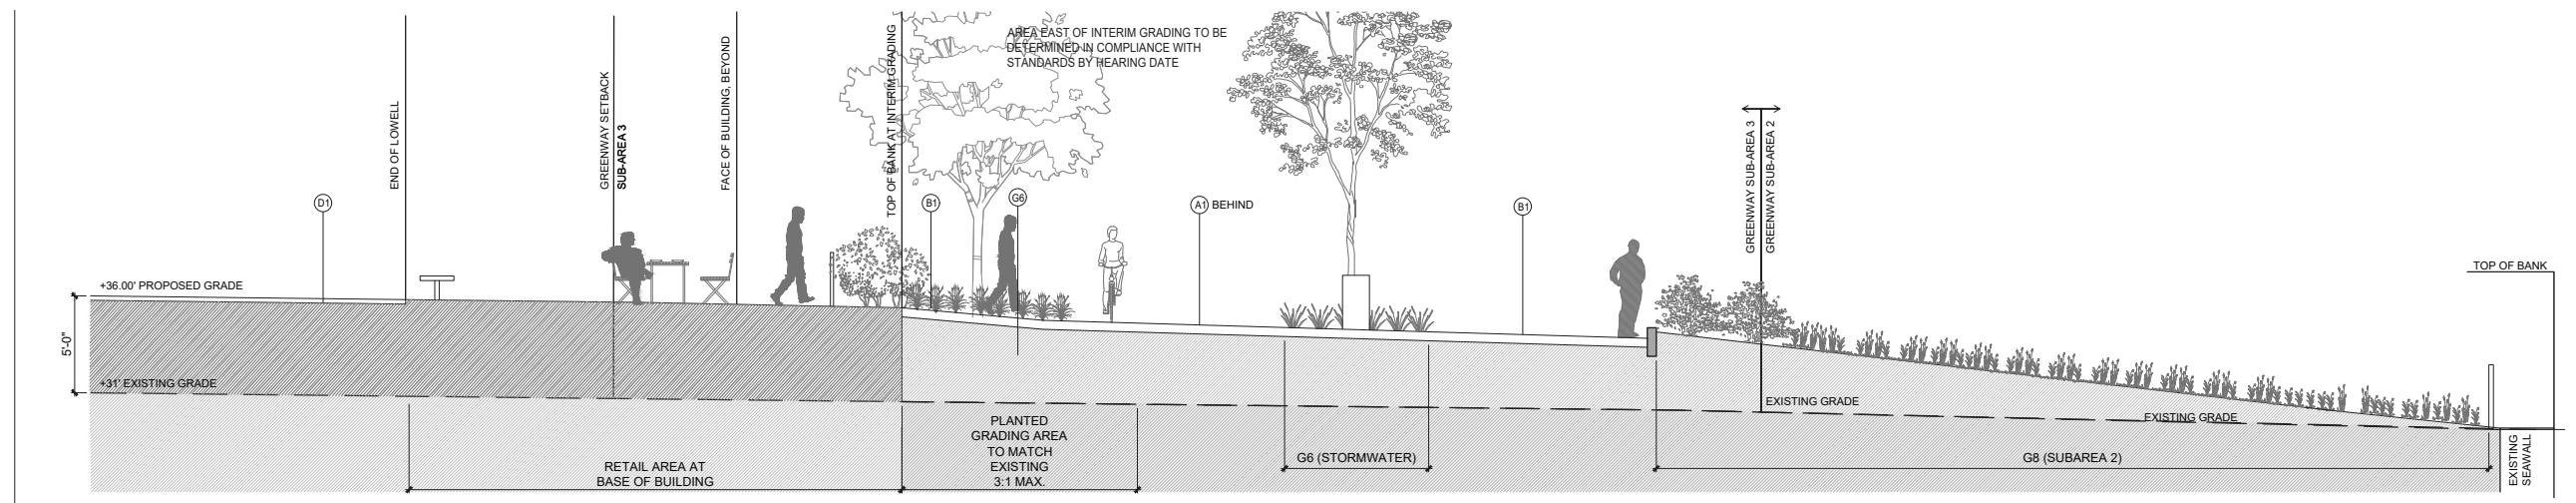 AREA EAST OF INTERIM GRADING TO BE
DETERMINED IN COMPLIANCE WITH
STANDARDS BY HEARING DATE
END OF LOWELL
GREENWAY SETBACK
SUB-AREA 3
FACE OF BUILDING, BEYOND
TOP OF BANK AT INTERIM GRADING
GREENWAY SUB-AREA 3
GREENWAY SUB-AREA 2
D1
B1
G6
A1 BEHIND
B1
TOP OF BANK
+36.00' PROPOSED GRADE
5'-0"
+31' EXISTING GRADE
EXISTING GRADE
EXISTING GRADE
RETAIL AREA AT
BASE OF BUILDING
PLANTED
GRADING AREA
TO MATCH
EXISTING
3:1 MAX.
G6 (STORMWATER)
G8 (SUBAREA 2)
EXISTING
SEAWALL